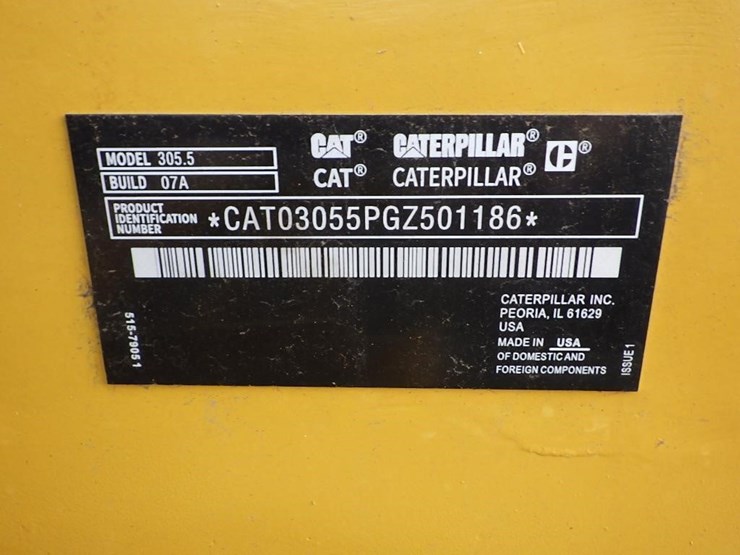 MODEL 305.5
BUILD 07A
CAT® CATERPILLAR® C®
CAT® CATERPILLAR®
PRODUCT
IDENTIFICATION
NUMBER
*CAT03055PGZ501186*
515-7905 1
CATERPILLAR INC.
PEORIA, IL 61629
USA
MADE IN USA
OF DOMESTIC AND
FOREIGN COMPONENTS
ISSUE 1